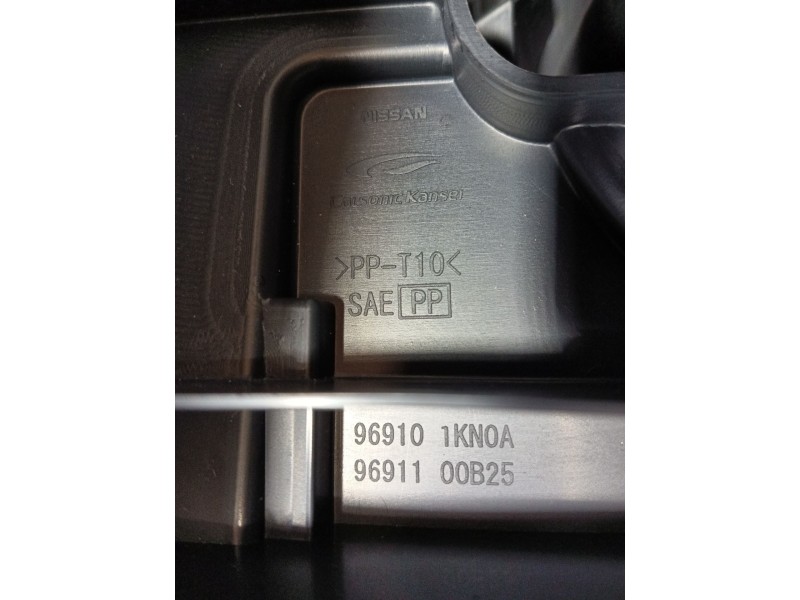 NISSAN
Calsonic Kansei
>PP-T10<
SAE PP
96910 1KN0A
96911 00B25